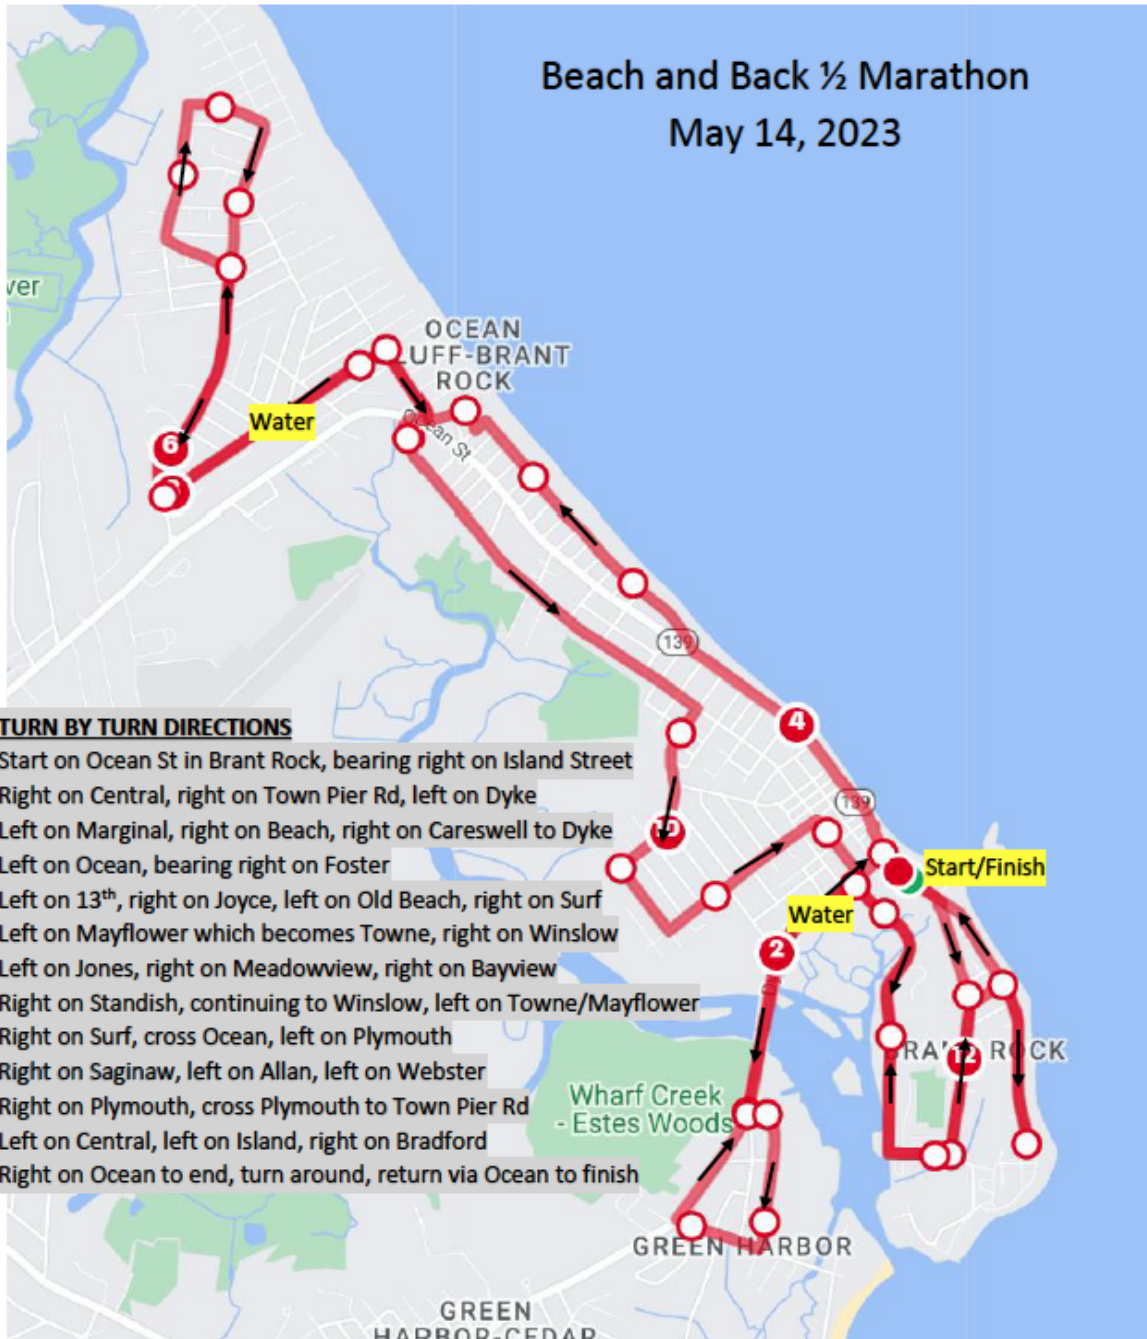 Beach and Back ½ Marathon
May 14, 2023
ver
OCEAN
LUFF-BRANT
ROCK
Water
Ocean St
6
139
4
TURN BY TURN DIRECTIONS
Start on Ocean St in Brant Rock, bearing right on Island Street
Right on Central, right on Town Pier Rd, left on Dyke
Left on Marginal, right on Beach, right on Careswell to Dyke
Left on Ocean, bearing right on Foster
Left on 13th, right on Joyce, left on Old Beach, right on Surf
Left on Mayflower which becomes Towne, right on Winslow
Left on Jones, right on Meadowview, right on Bayview
Right on Standish, continuing to Winslow, left on Towne/Mayflower
Right on Surf, cross Ocean, left on Plymouth
Right on Saginaw, left on Allan, left on Webster
Right on Plymouth, cross Plymouth to Town Pier Rd
Left on Central, left on Island, right on Bradford
Right on Ocean to end, turn around, return via Ocean to finish
139
10
Start/Finish
Water
2
BRANT ROCK
12
Wharf Creek
- Estes Woods
GREEN HARBOR
GREEN
HARBOR-CEDAR